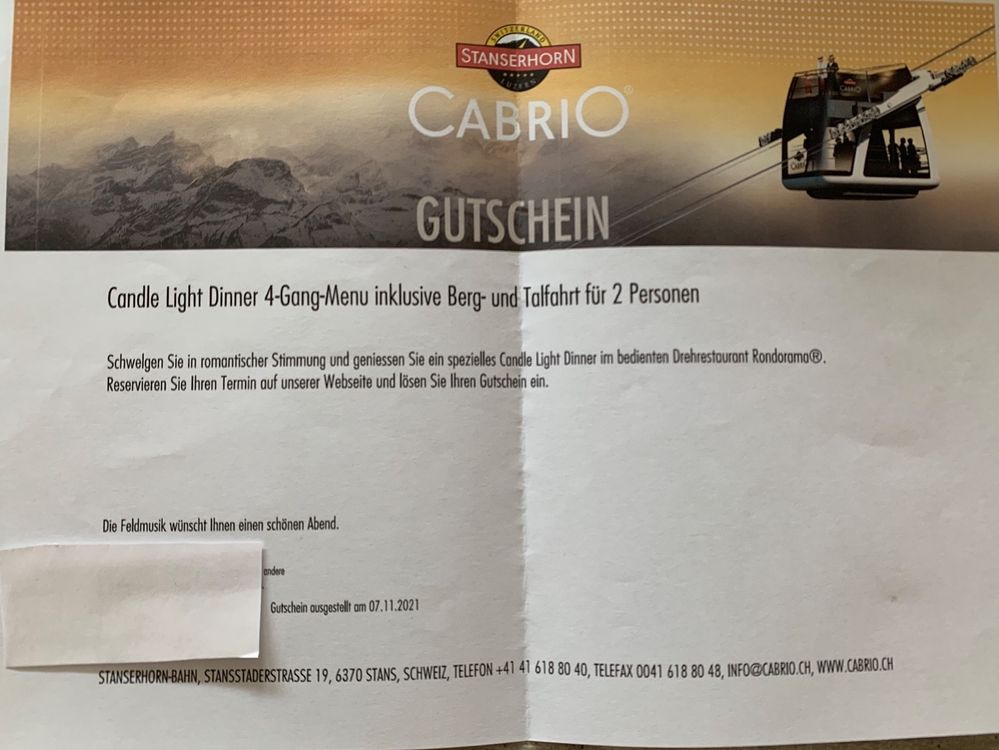 SWITZERLAND
STANSERHORN
LUZERN
CABRIO®
GUTSCHEIN
Candle Light Dinner 4-Gang-Menu inklusive Berg- und Talfahrt für 2 Personen
Schwelgen Sie in romantischer Stimmung und geniessen Sie ein spezielles Candle Light Dinner im bedienten Drehrestaurant Rondorama®.
Reservieren Sie Ihren Termin auf unserer Webseite und lösen Sie Ihren Gutschein ein.
Die Feldmusik wünscht Ihnen einen schönen Abend.
andere
Gutschein ausgestellt am 07.11.2021
STANSERHORN-BAHN, STANSSTADERSTRASSE 19, 6370 STANS, SCHWEIZ, TELEFON +41 41 618 80 40, TELEFAX 0041 618 80 48, INFO@CABRIO.CH, WWW.CABRIO.CH